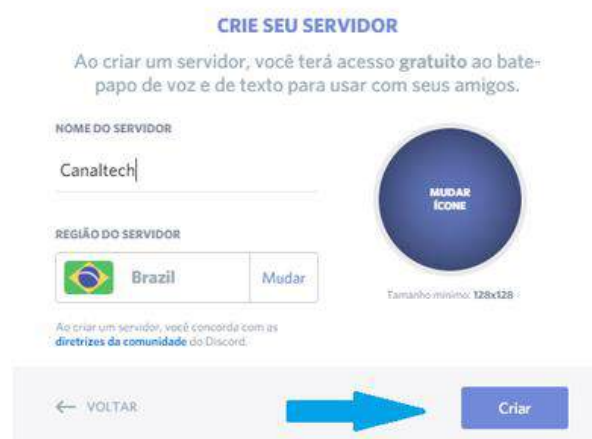 CRIE SEU SERVIDOR
Ao criar um servidor, você terá acesso gratuito ao bate-
papo de voz e de texto para usar com seus amigos.
NOME DO SERVIDOR
Canaltech
MUDAR
ÍCONE
REGIÃO DO SERVIDOR
Brazil
Mudar
Tamanho mínimo: 128x128
Ao criar um servidor, você concorda com as
diretrizes da comunidade do Discord.
← VOLTAR
Criar